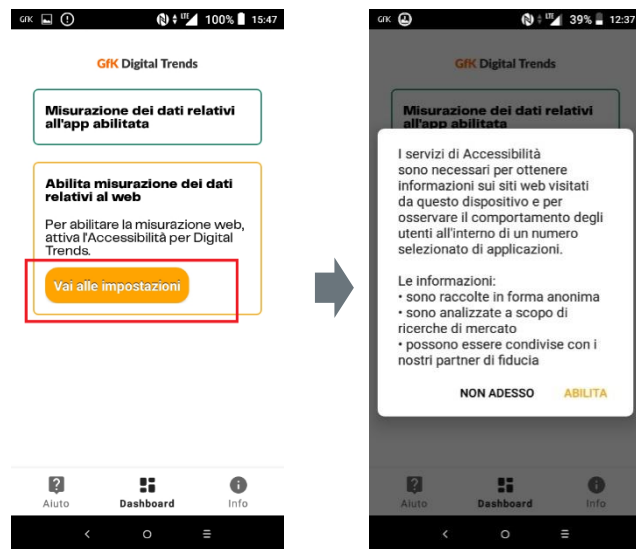 GfK 100% 15:47
GfK Digital Trends
Misurazione dei dati relativi
all'app abilitata
Abilita misurazione dei dati
relativi al web
Per abilitare la misurazione web,
attiva l'Accessibilità per Digital
Trends.
Vai alle impostazioni
Aiuto Dashboard Info
GfK LTE 39% 12:37
GfK Digital Trends
Misurazione dei dati relativi
all'app abilitata
I servizi di Accessibilità
sono necessari per ottenere
informazioni sui siti web visitati
da questo dispositivo e per
osservare il comportamento degli
utenti all'interno di un numero
selezionato di applicazioni.
Le informazioni:
• sono raccolte in forma anonima
• sono analizzate a scopo di
ricerche di mercato
• possono essere condivise con i
nostri partner di fiducia
NON ADESSO ABILITA
Aiuto Dashboard Info